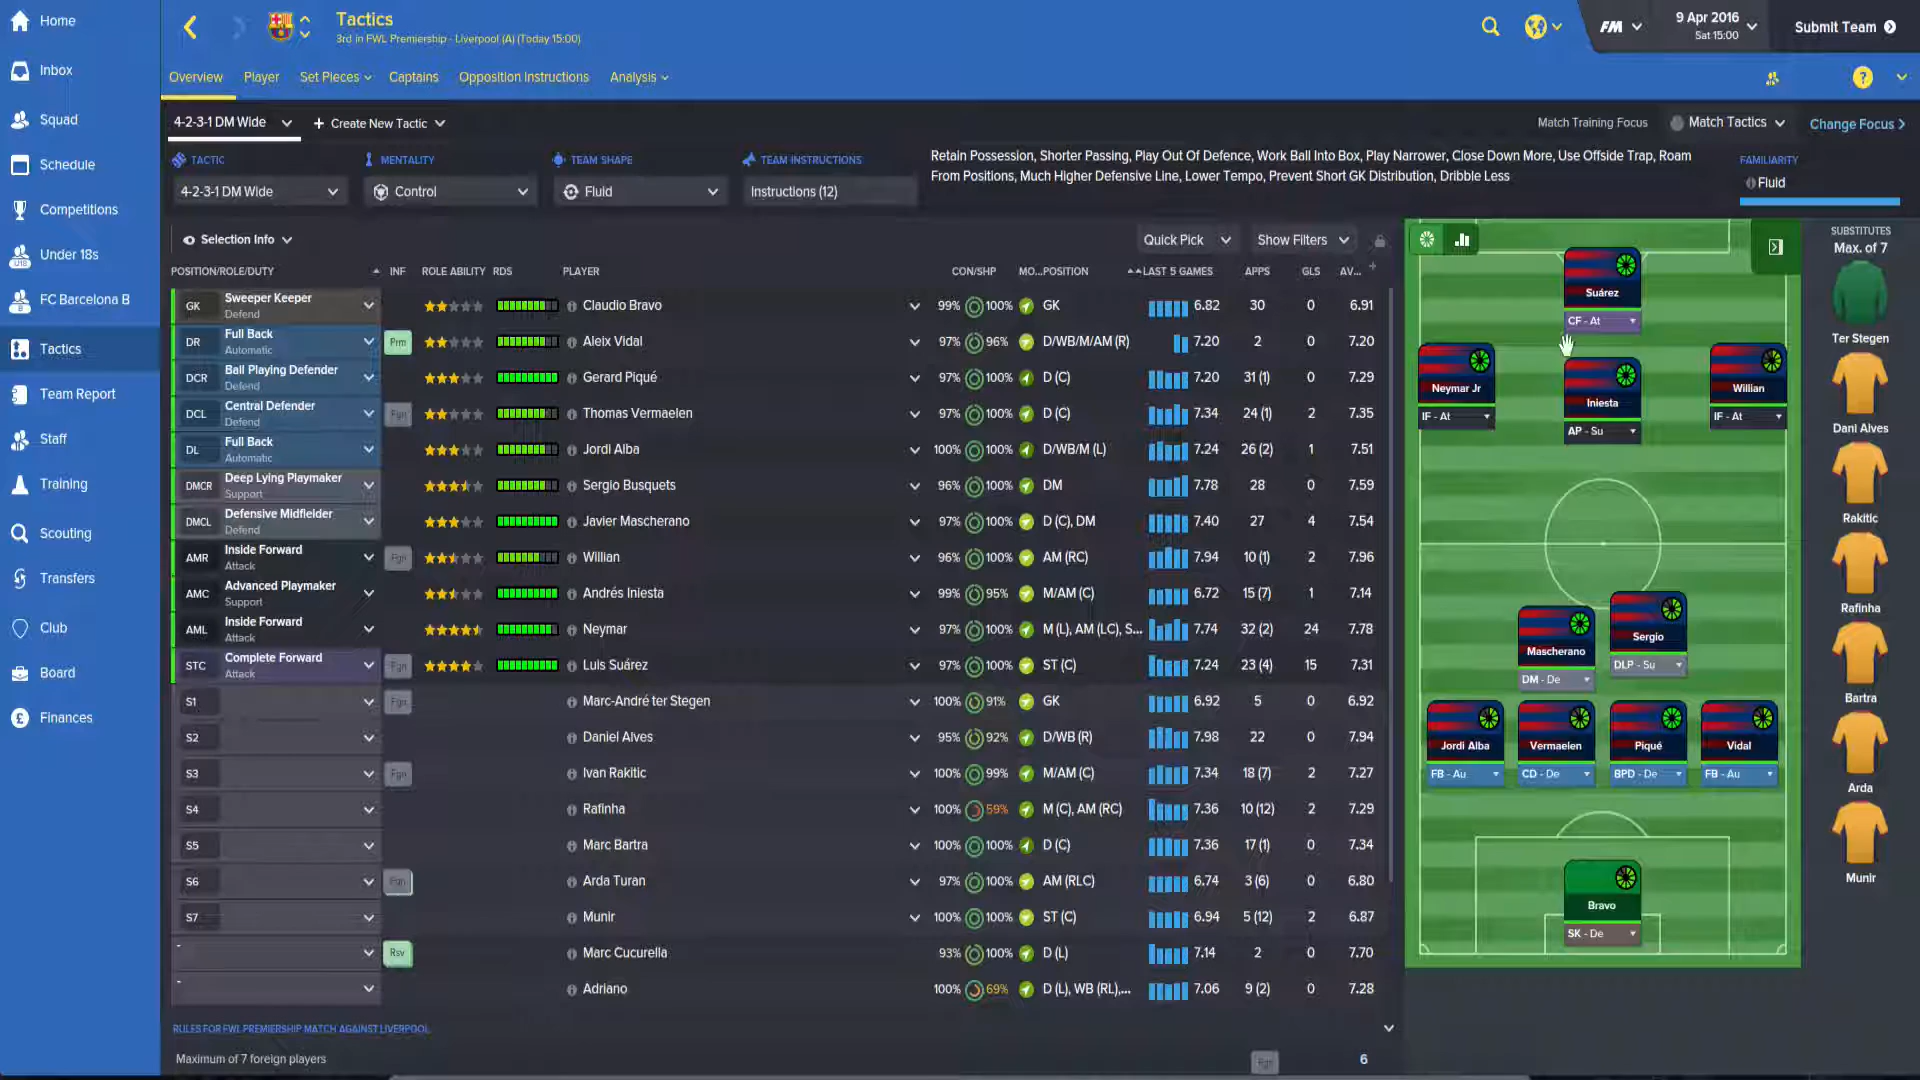 Home
Inbox
Squad
Schedule
Competitions
Under 18s
FC Barcelona B
Tactics
Team Report
Staff
Training
Scouting
Transfers
Club
Board
Finances
Tactics
3rd in FWL Premiership - Liverpool (A) (Today 15:00)
FM
9 Apr 2016
Sat 15:00
Submit Team
Overview Player Set Pieces Captains Opposition Instructions Analysis
?
4-2-3-1 DM Wide + Create New Tactic
Match Training Focus Match Tactics Change Focus
TACTIC MENTALITY TEAM SHAPE TEAM INSTRUCTIONS
4-2-3-1 DM Wide Control Fluid Instructions (12)
Retain Possession, Shorter Passing, Play Out Of Defence, Work Ball Into Box, Play Narrower, Close Down More, Use Offside Trap, Roam
From Positions, Much Higher Defensive Line, Lower Tempo, Prevent Short GK Distribution, Dribble Less
FAMILIARITY
Fluid
Selection Info Quick Pick Show Filters
POSITION/ROLE/DUTY INF ROLE ABILITY RDS PLAYER CON/SHP MO... POSITION LAST 5 GAMES APPS GLS AV...
GK Sweeper Keeper Defend Claudio Bravo 99% 100% GK 6.82 30 0 6.91
DR Full Back Automatic Prm Aleix Vidal 97% 96% D/WB/M/AM (R) 7.20 2 0 7.20
DCR Ball Playing Defender Defend Gerard Piqué 97% 100% D (C) 7.20 31 (1) 0 7.29
DCL Central Defender Defend Fgn Thomas Vermaelen 97% 100% D (C) 7.34 24 (1) 2 7.35
DL Full Back Automatic Jordi Alba 100% 100% D/WB/M (L) 7.24 26 (2) 1 7.51
DMCR Deep Lying Playmaker Support Sergio Busquets 96% 100% DM 7.78 28 0 7.59
DMCL Defensive Midfielder Defend Javier Mascherano 97% 100% D (C), DM 7.40 27 4 7.54
AMR Inside Forward Attack Fgn Willian 96% 100% AM (RC) 7.94 10 (1) 2 7.96
AMC Advanced Playmaker Support Andrés Iniesta 99% 95% M/AM (C) 6.72 15 (7) 1 7.14
AML Inside Forward Attack Neymar 97% 100% M (L), AM (LC), S... 7.74 32 (2) 24 7.78
STC Complete Forward Attack Fgn Luis Suárez 97% 100% ST (C) 7.24 23 (4) 15 7.31
S1 Fgn Marc-André ter Stegen 100% 91% GK 6.92 5 0 6.92
S2 Daniel Alves 95% 92% D/WB (R) 7.98 22 0 7.94
S3 Fgn Ivan Rakitic 100% 99% M/AM (C) 7.34 18 (7) 2 7.27
S4 Rafinha 100% 59% M (C), AM (RC) 7.36 10 (12) 2 7.29
S5 Marc Bartra 100% 100% D (C) 7.36 17 (1) 0 7.34
S6 Fgn Arda Turan 97% 100% AM (RLC) 6.74 3 (6) 0 6.80
S7 Munir 100% 100% ST (C) 6.94 5 (12) 2 6.87
- Rsv Marc Cucurella 93% 100% D (L) 7.14 2 0 7.70
- Adriano 100% 69% D (L), WB (RL),... 7.06 9 (2) 0 7.28
RULES FOR FWL PREMIERSHIP MATCH AGAINST LIVERPOOL
Maximum of 7 foreign players Fgn 6
Suárez
CF - At
Neymar Jr
IF - At
Iniesta
AP - Su
Willian
IF - At
Mascherano
DM - De
Sergio
DLP - Su
Jordi Alba
FB - Au
Vermaelen
CD - De
Piqué
BPD - De
Vidal
FB - Au
Bravo
SK - De
SUBSTITUTES
Max. of 7
Ter Stegen
Dani Alves
Rakitic
Rafinha
Bartra
Arda
Munir